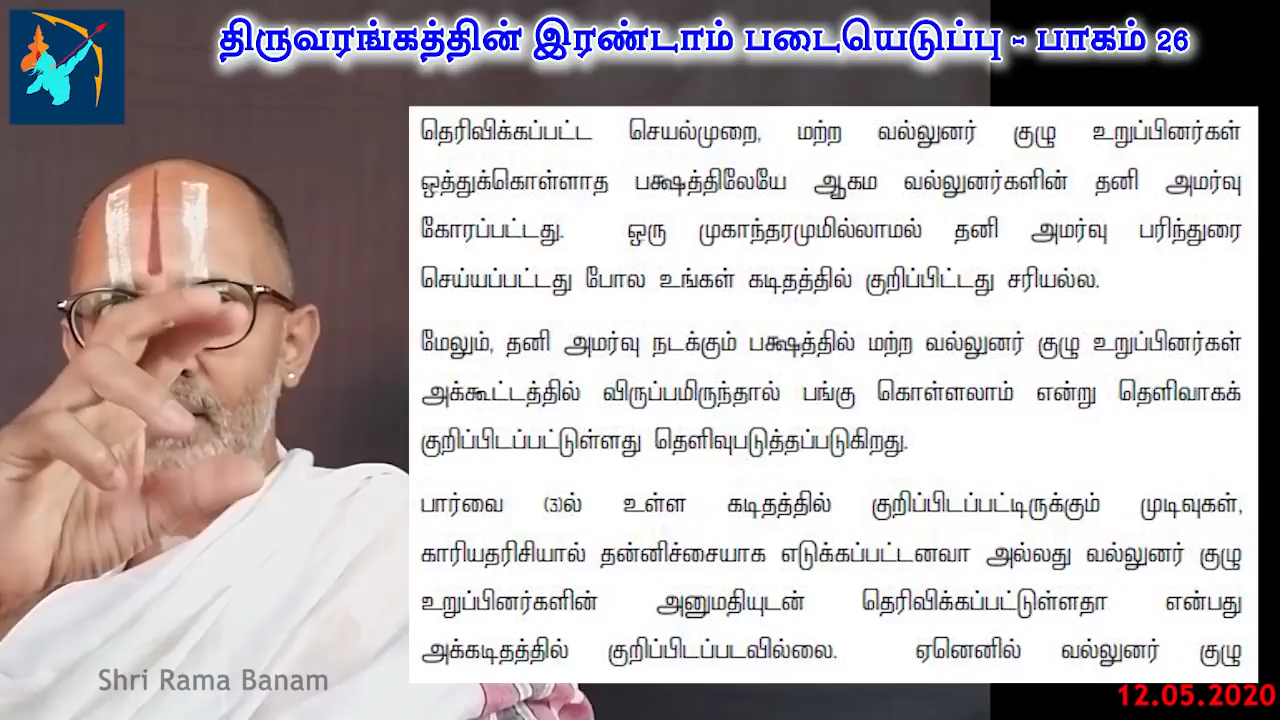 திருவரங்கத்தின் இரண்டாம் படையெடுப்பு - பாகம் 26
தெரிவிக்கப்பட்ட செயல்முறை, மற்ற வல்லுனர் குழு உறுப்பினர்கள்
ஒத்துக்கொள்ளாத பக்ஷத்திலேயே ஆகம வல்லுனர்களின் தனி அமர்வு
கோரப்பட்டது. ஒரு முகாந்தரமுமில்லாமல் தனி அமர்வு பரிந்துரை
செய்யப்பட்டது போல உங்கள் கடிதத்தில் குறிப்பிட்டது சரியல்ல.
மேலும், தனி அமர்வு நடக்கும் பக்ஷத்தில் மற்ற வல்லுனர் குழு உறுப்பினர்கள்
அக்கூட்டத்தில் விருப்பமிருந்தால் பங்கு கொள்ளலாம் என்று தெளிவாகக்
குறிப்பிடப்பட்டுள்ளது தெளிவுபடுத்தப்படுகிறது.
பார்வை (3)ல் உள்ள கடிதத்தில் குறிப்பிடப்பட்டிருக்கும் முடிவுகள்,
காரியதரிசியால் தன்னிச்சையாக எடுக்கப்பட்டனவா அல்லது வல்லுனர் குழு
உறுப்பினர்களின் அனுமதியுடன் தெரிவிக்கப்பட்டுள்ளதா என்பது
அக்கடிதத்தில் குறிப்பிடப்படவில்லை. ஏனெனில் வல்லுனர் குழு
Shri Rama Banam
12.05.2020